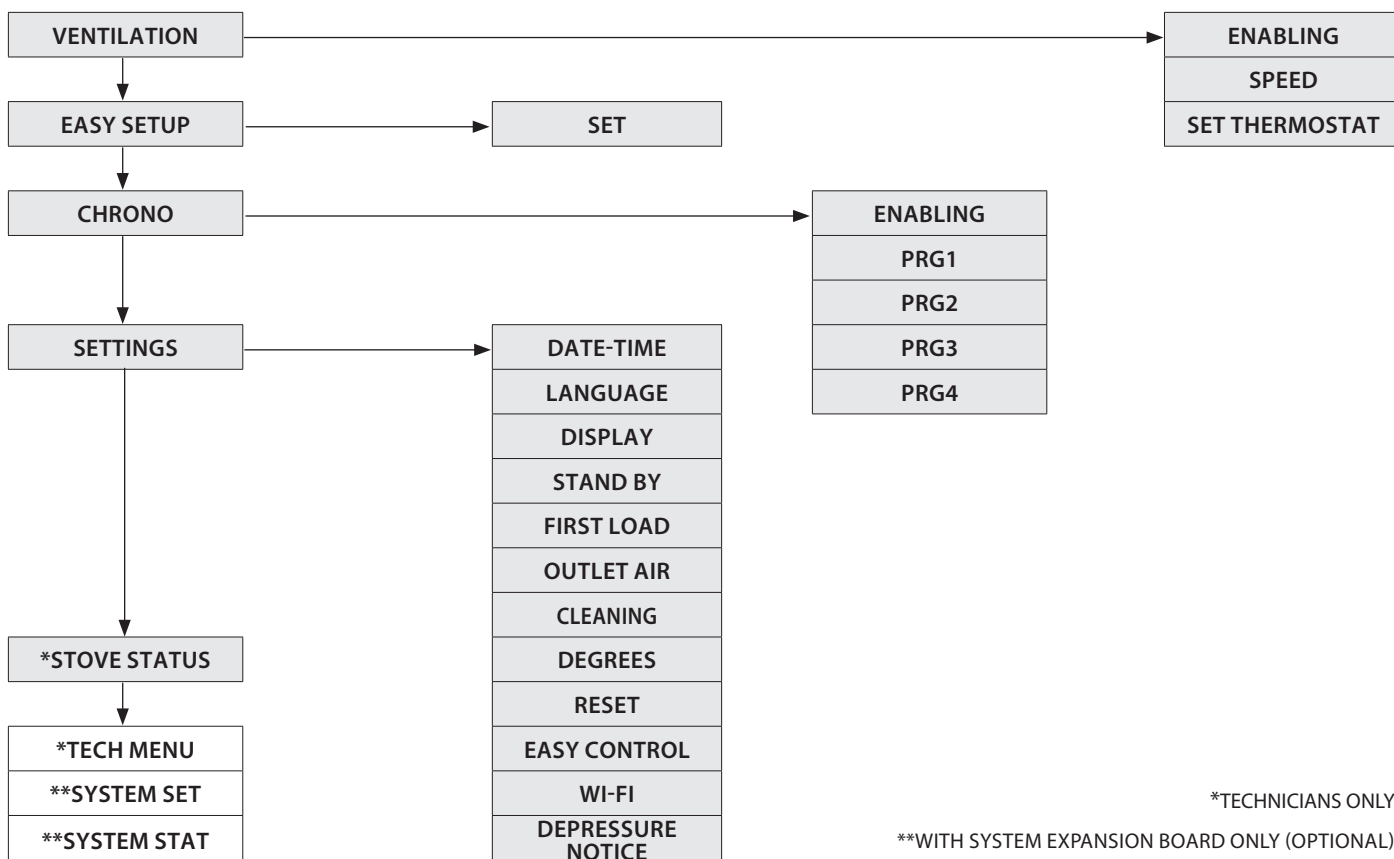 VENTILATION
ENABLING
SPEED
SET THERMOSTAT
EASY SETUP
SET
CHRONO
ENABLING
PRG1
PRG2
PRG3
PRG4
SETTINGS
DATE-TIME
LANGUAGE
DISPLAY
STAND BY
FIRST LOAD
OUTLET AIR
CLEANING
DEGREES
RESET
EASY CONTROL
WI-FI
DEPRESSURE
NOTICE
*STOVE STATUS
*TECH MENU
**SYSTEM SET
**SYSTEM STAT
*TECHNICIANS ONLY
**WITH SYSTEM EXPANSION BOARD ONLY (OPTIONAL)